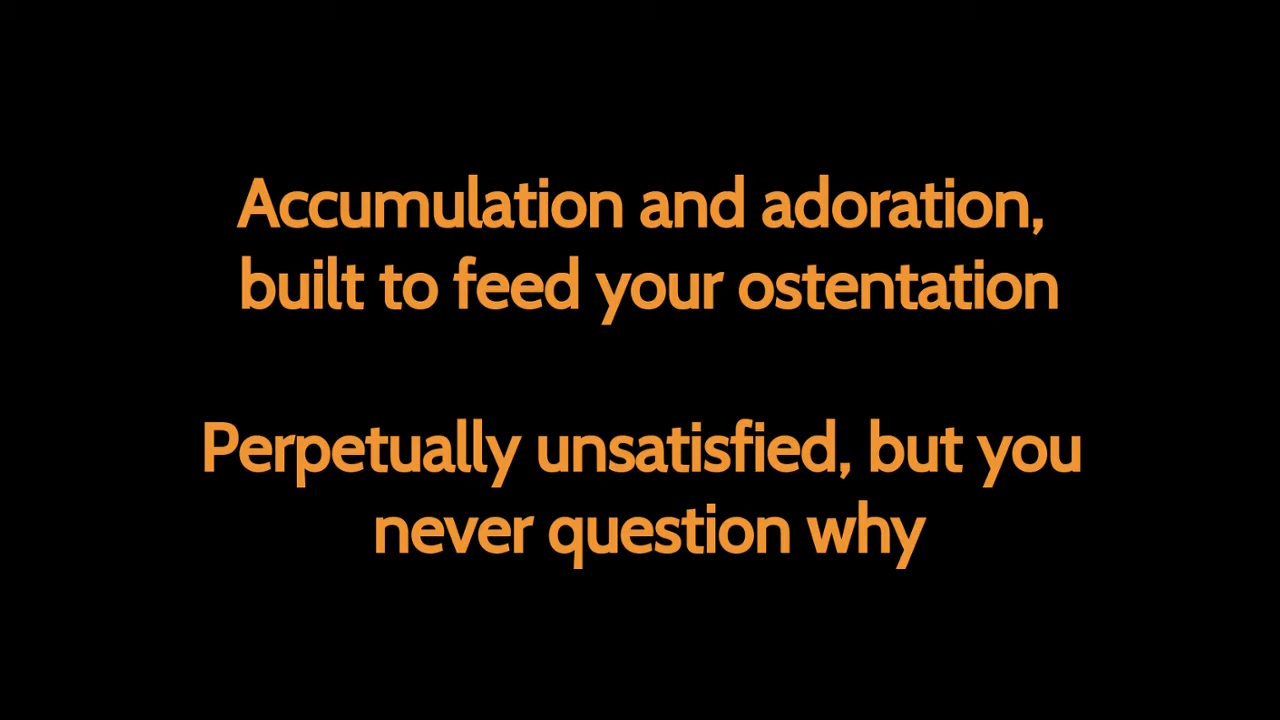 Accumulation and adoration,
built to feed your ostentation
Perpetually unsatisfied, but you
never question why